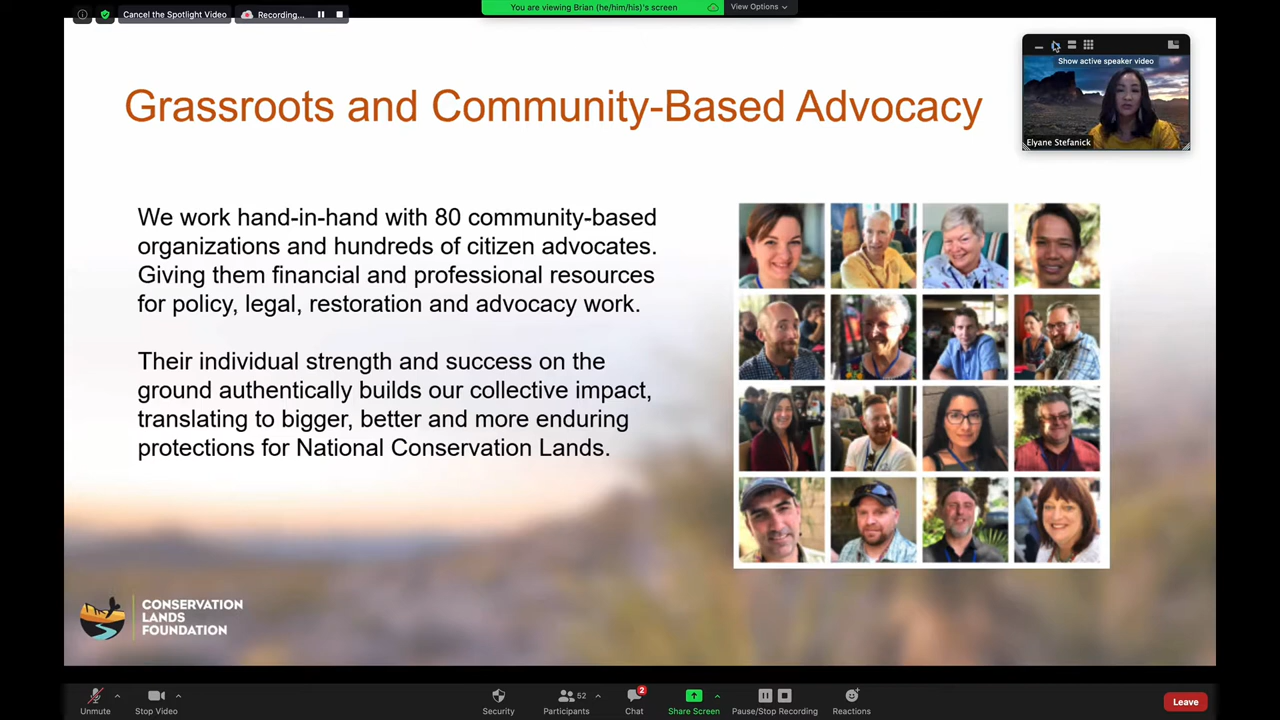 Cancel the Spotlight Video
Recording...
You are viewing Brian (he/him/his)'s screen
View Options
Show active speaker video
Elyane Stefanick
Grassroots and Community-Based Advocacy
We work hand-in-hand with 80 community-based
organizations and hundreds of citizen advocates.
Giving them financial and professional resources
for policy, legal, restoration and advocacy work.
Their individual strength and success on the
ground authentically builds our collective impact,
translating to bigger, better and more enduring
protections for National Conservation Lands.
CONSERVATION
LANDS
FOUNDATION
Unmute
Stop Video
Security
52
Participants
2
Chat
Share Screen
Pause/Stop Recording
Reactions
Leave